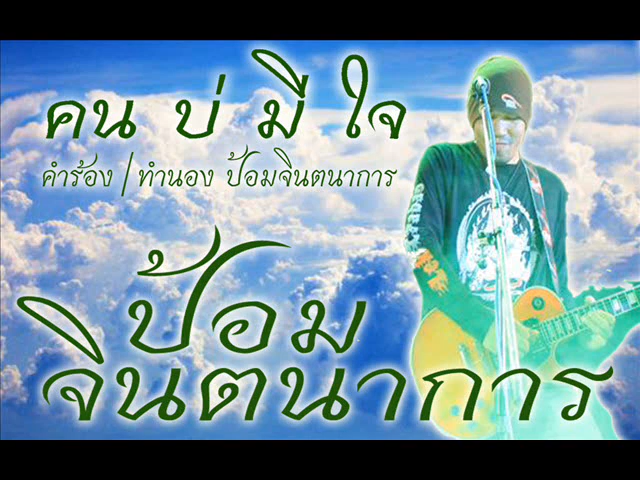 คน บ่ มี ใจ
คำร้อง / ทำนอง ป้อมจินตนาการ
ป้อม
จินตนาการ